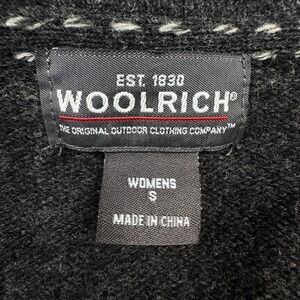 EST. 1830
WOOLRICH®
THE ORIGINAL OUTDOOR CLOTHING COMPANY™
WOMENS
S
MADE IN CHINA